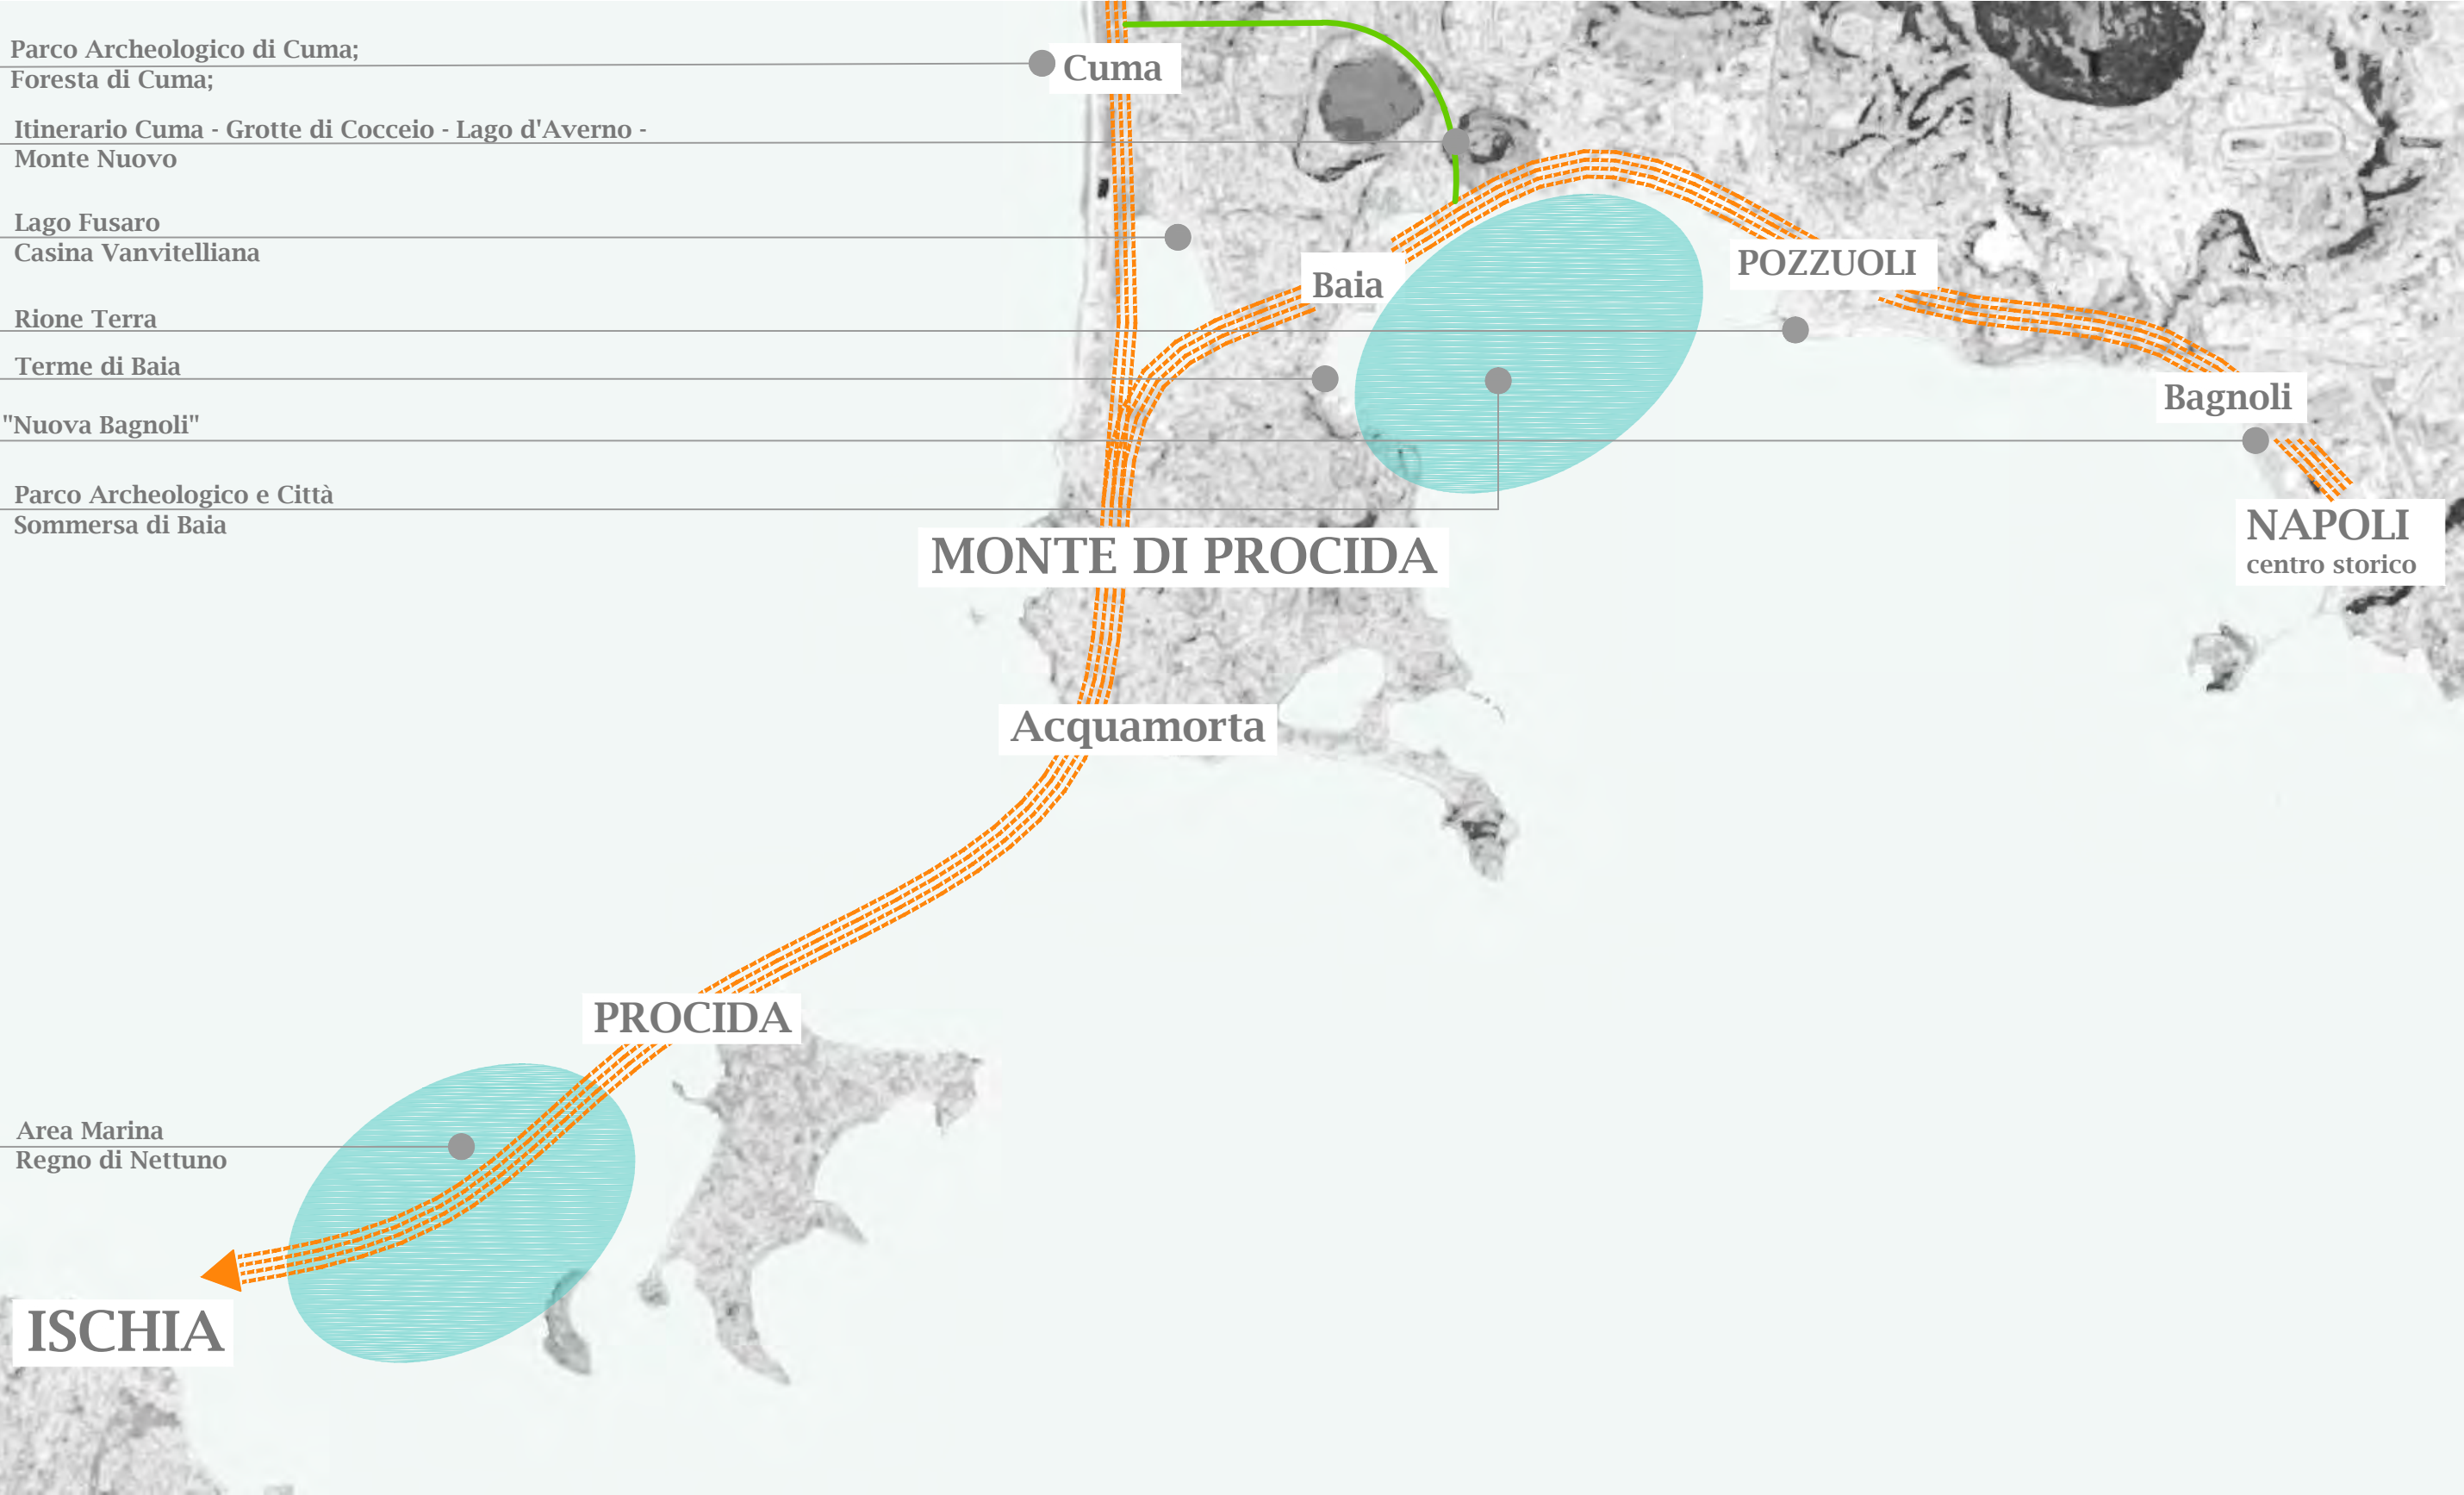 Parco Archeologico di Cuma;
Foresta di Cuma;
Cuma
Itinerario Cuma - Grotte di Cocceio - Lago d'Averno -
Monte Nuovo
Lago Fusaro
Casina Vanvitelliana
Baia
POZZUOLI
Rione Terra
Terme di Baia
Bagnoli
"Nuova Bagnoli"
Parco Archeologico e Città
Sommersa di Baia
NAPOLI
centro storico
MONTE DI PROCIDA
Acquamorta
PROCIDA
Area Marina
Regno di Nettuno
ISCHIA